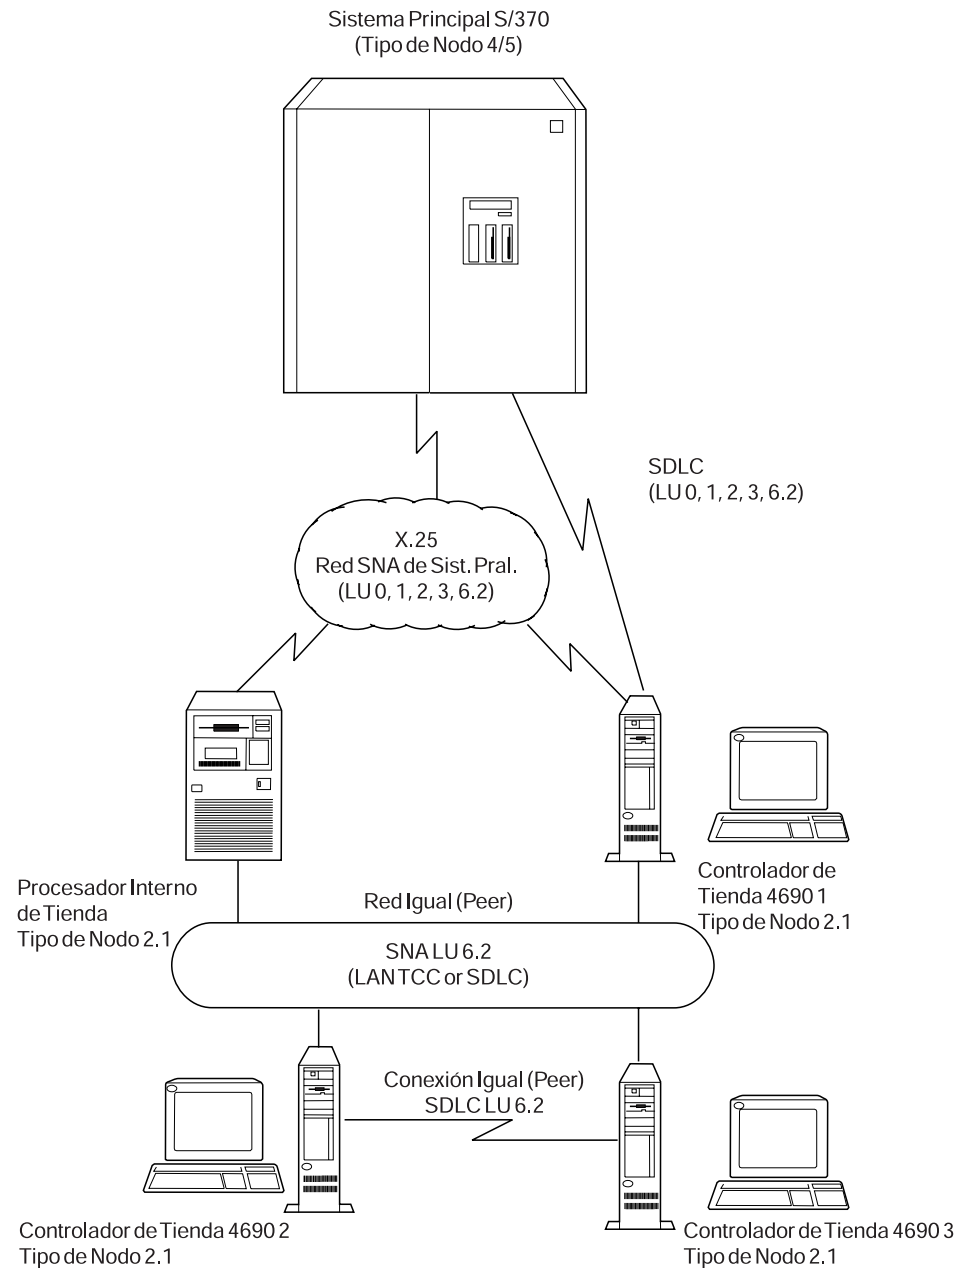 Sistema Principal S/370
(Tipo de Nodo 4/5)
SDLC
(LU 0, 1, 2, 3, 6.2)
X.25
Red SNA de Sist. Pral.
(LU 0, 1, 2, 3, 6.2)
Procesador Interno
de Tienda
Tipo de Nodo 2.1
Controlador de
Tienda 4690 1
Tipo de Nodo 2.1
Red Igual (Peer)
SNA LU 6.2
(LAN TCC or SDLC)
Conexión Igual (Peer)
SDLC LU 6.2
Controlador de Tienda 4690 2
Tipo de Nodo 2.1
Controlador de Tienda 4690 3
Tipo de Nodo 2.1